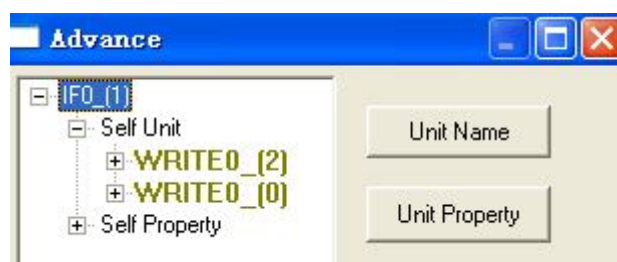 Advance
IF0_(1)
Self Unit
WRITE0_(2)
WRITE0_(0)
Self Property
Unit Name
Unit Property